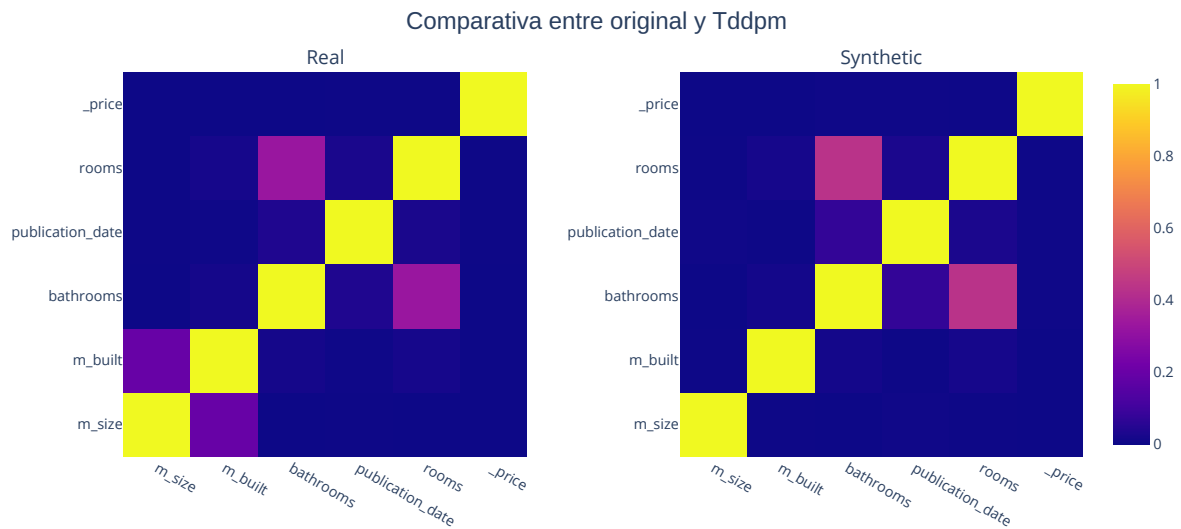 Comparativa entre original y Tddpm
Real
Synthetic
_price
rooms
publication_date
bathrooms
m_built
m_size
m_size
m_built
bathrooms
publication_date
rooms
_price
_price
rooms
publication_date
bathrooms
m_built
m_size
m_size
m_built
bathrooms
publication_date
rooms
_price
1
0.8
0.6
0.4
0.2
0